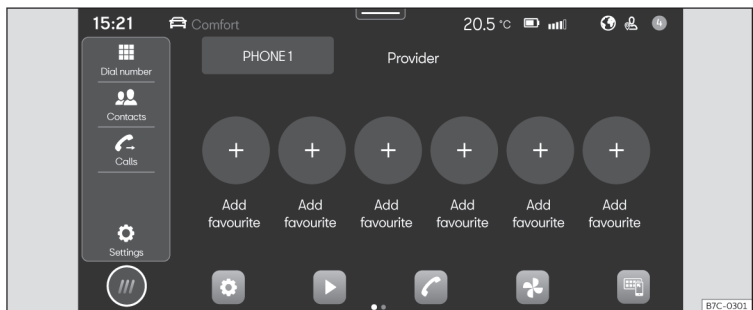 15:21 Comfort 20.5 °C 4
PHONE 1 Provider
Dial number
Contacts
Calls
Settings
+ + + + + +
Add Add Add Add Add Add
favourite favourite favourite favourite favourite favourite
B7C-0301